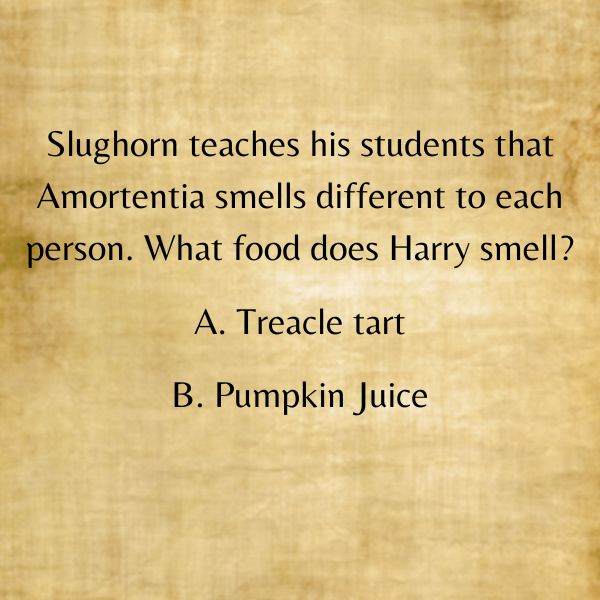 Slughorn teaches his students that
Amortentia smells different to each
person. What food does Harry smell?
A. Treacle tart
B. Pumpkin Juice